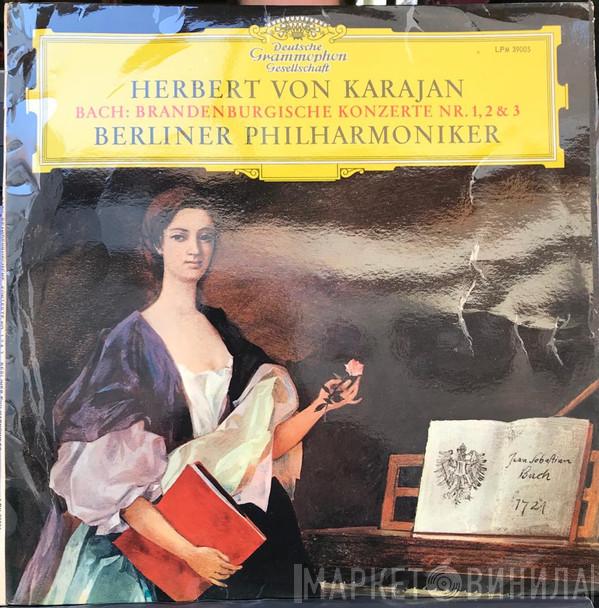 Deutsche
Grammophon
Gesellschaft
LPM 39005
HERBERT VON KARAJAN
BACH: BRANDENBURGISCHE KONZERTE NR. 1, 2 & 3
BERLINER PHILHARMONIKER
Jean Sebastian
Bach
1721
МАРКЕТ ВИНИЛА